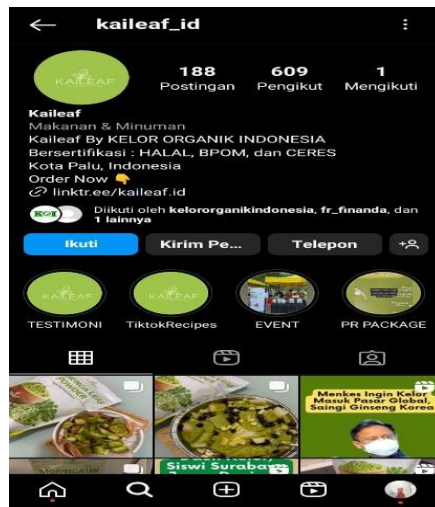 kaileaf_id
KAILEAF
188 609 1
Postingan Pengikut Mengikuti
Kaileaf
Makanan & Minuman
Kaileaf By KELOR ORGANIK INDONESIA
Bersertifikasi : HALAL, BPOM, dan CERES
Kota Palu, Indonesia
Order Now
linktr.ee/kaileaf.id
KOI
Diikuti oleh kelororganikindonesia, fr_finanda, dan
1 lainnya
Ikuti Kirim Pe... Telepon
KAILEAF KAILEAF
TESTIMONI TiktokRecipes EVENT PR PACKAGE
Menkes Ingin Kelor
Masuk Pasar Global,
Saingi Ginseng Korea
Siswi Surabaya